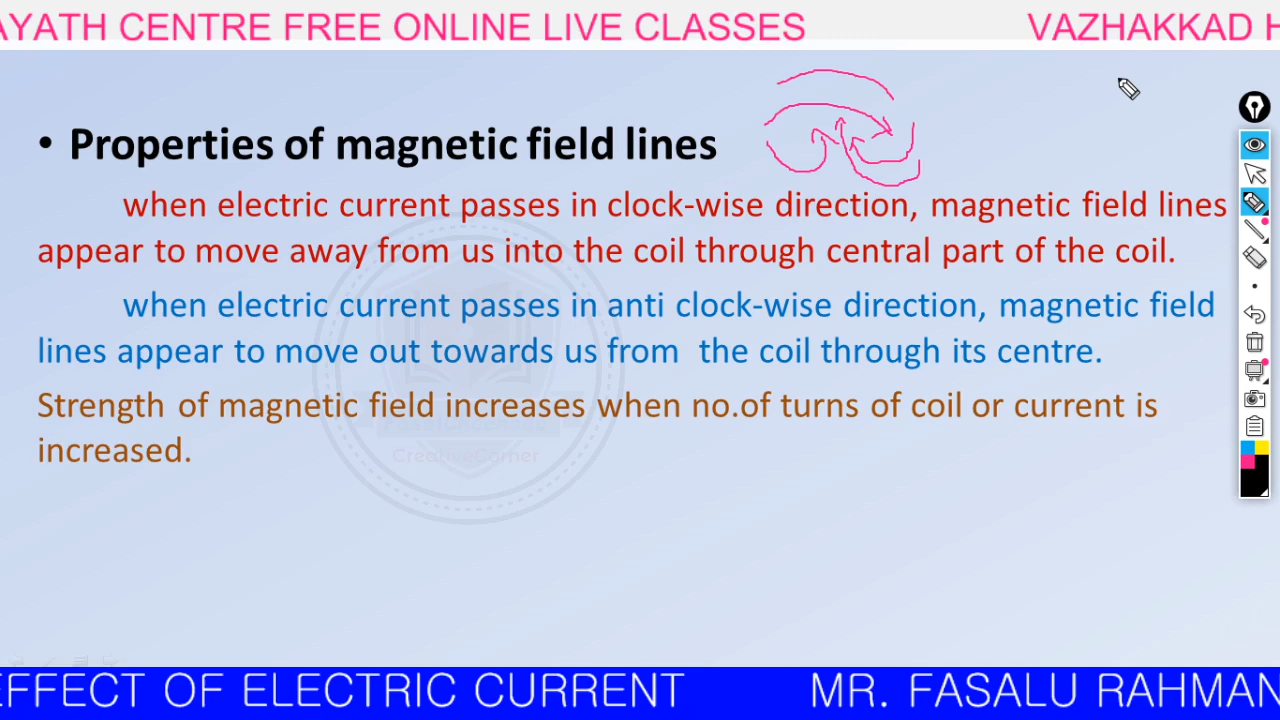 AYATH CENTRE FREE ONLINE LIVE CLASSES VAZHAKKAD H
• Properties of magnetic field lines
when electric current passes in clock-wise direction, magnetic field lines
appear to move away from us into the coil through central part of the coil.
when electric current passes in anti clock-wise direction, magnetic field
lines appear to move out towards us from the coil through its centre.
Strength of magnetic field increases when no.of turns of coil or current is
increased.
Creative Corner
EFFECT OF ELECTRIC CURRENT MR. FASALU RAHMAN